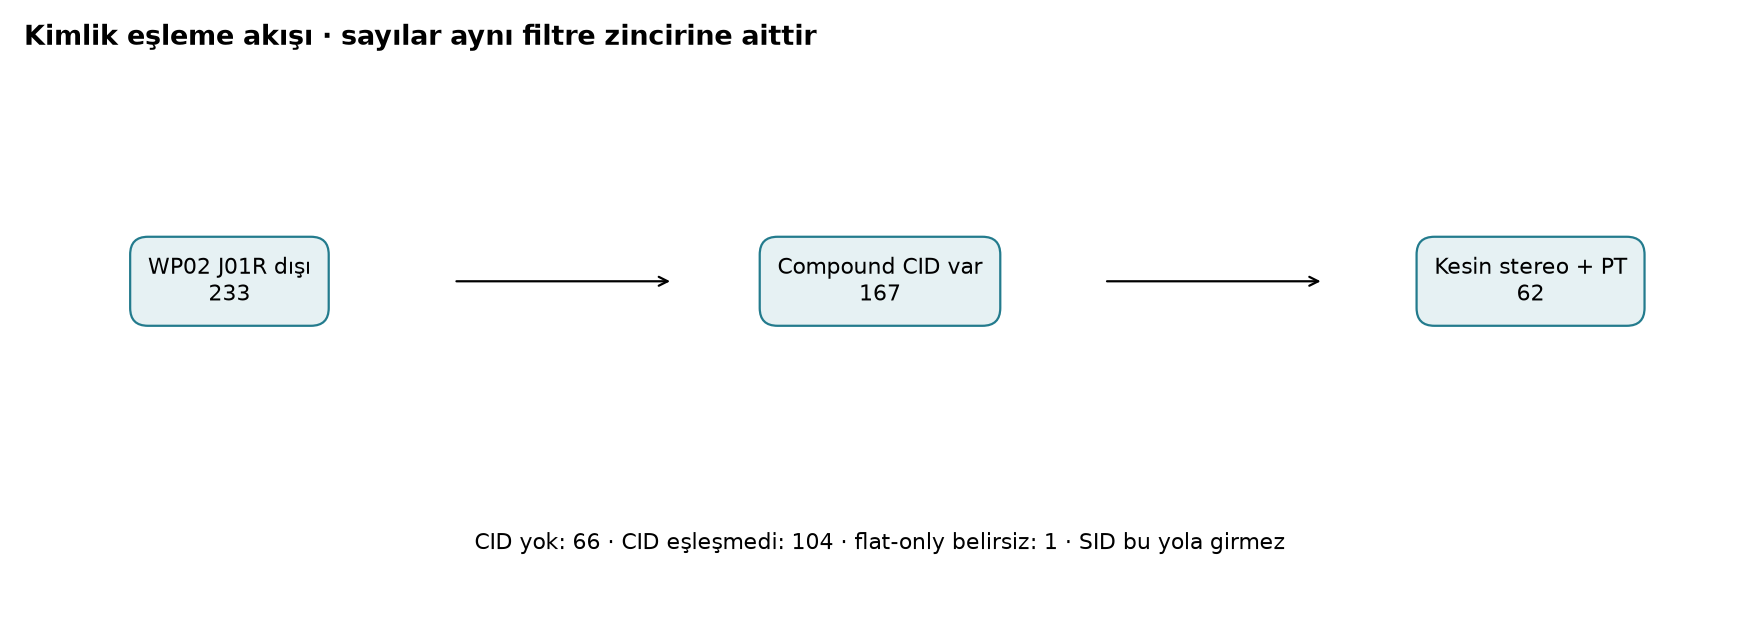 Kimlik eşleme akışı · sayılar aynı filtre zincirine aittir
WP02 J01R dışı
233
Compound CID var
167
Kesin stereo + PT
62
CID yok: 66 · CID eşleşmedi: 104 · flat-only belirsiz: 1 · SID bu yola girmez